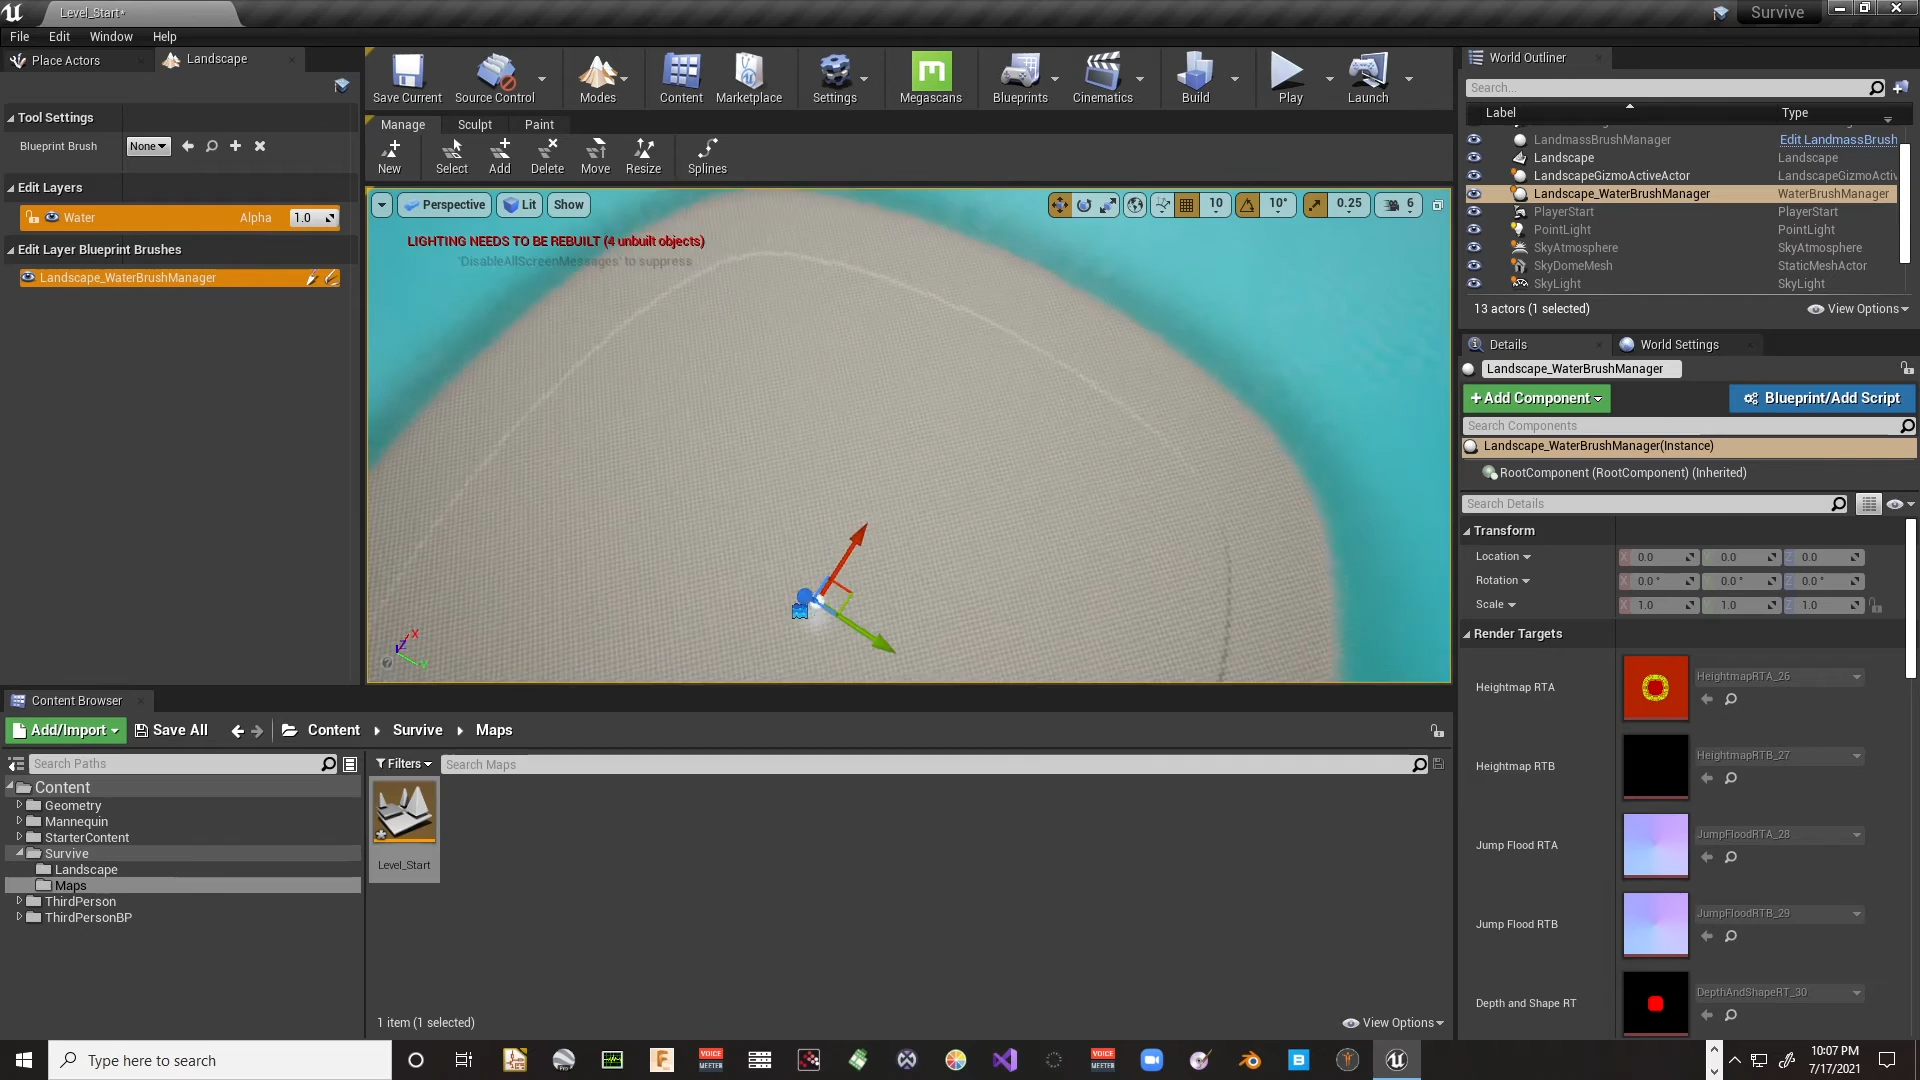 Level_Start*
Survive
File Edit Window Help
Place Actors
Landscape
Save Current
Source Control
Modes
Content
Marketplace
Settings
Megascans
Blueprints
Cinematics
Build
Play
Launch
Tool Settings
Blueprint Brush
None
Edit Layers
Water
Alpha
1.0
Edit Layer Blueprint Brushes
Landscape_WaterBrushManager
Manage
Sculpt
Paint
New
Select
Add
Delete
Move
Resize
Splines
Perspective
Lit
Show
10
10°
0.25
6
LIGHTING NEEDS TO BE REBUILT (4 unbuilt objects)
'DisableAllScreenMessages' to suppress
X
Z
Y
World Outliner
Search...
Label
Type
LandmassBrushManager
Edit LandmassBrush
Landscape
Landscape
LandscapeGizmoActiveActor
LandscapeGizmoActiv
Landscape_WaterBrushManager
WaterBrushManager
PlayerStart
PlayerStart
PointLight
PointLight
SkyAtmosphere
SkyAtmosphere
SkyDomeMesh
StaticMeshActor
SkyLight
SkyLight
13 actors (1 selected)
View Options
Details
World Settings
Landscape_WaterBrushManager
+Add Component
Blueprint/Add Script
Search Components
Landscape_WaterBrushManager(Instance)
RootComponent (RootComponent) (Inherited)
Search Details
Transform
Location
X 0.0
Y 0.0
Z 0.0
Rotation
X 0.0 °
Y 0.0 °
Z 0.0 °
Scale
X 1.0
Y 1.0
Z 1.0
Render Targets
Heightmap RTA
HeightmapRTA_26
Heightmap RTB
HeightmapRTB_27
Jump Flood RTA
JumpFloodRTA_28
Jump Flood RTB
JumpFloodRTB_29
Depth and Shape RT
DepthAndShapeRT_30
Content Browser
Add/Import
Save All
Content
Survive
Maps
Search Paths
Filters
Search Maps
Content
Geometry
Mannequin
StarterContent
Survive
Landscape
Maps
ThirdPerson
ThirdPersonBP
Level_Start
1 item (1 selected)
View Options
Type here to search
VOICE
MEETER
VOICE
MEETER
10:07 PM
7/17/2021